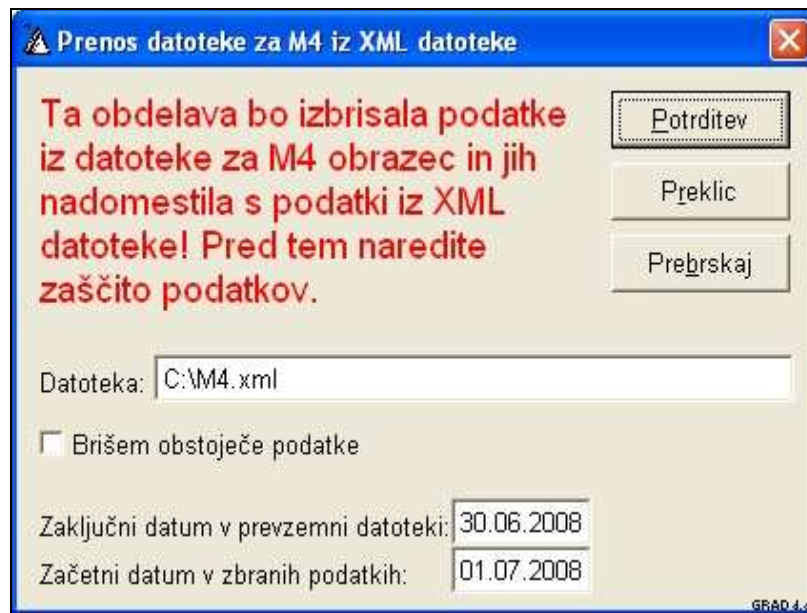 Prenos datoteke za M4 iz XML datoteke
Ta obdelava bo izbrisala podatke
iz datoteke za M4 obrazec in jih
nadomestila s podatki iz XML
datoteke! Pred tem naredite
zaščito podatkov.
Potrditev
Preklic
Prebrskaj
Datoteka: C:\M4.xml
Brišem obstoječe podatke
Zaključni datum v prevzemni datoteki: 30.06.2008
Začetni datum v zbranih podatkih: 01.07.2008
GRAD